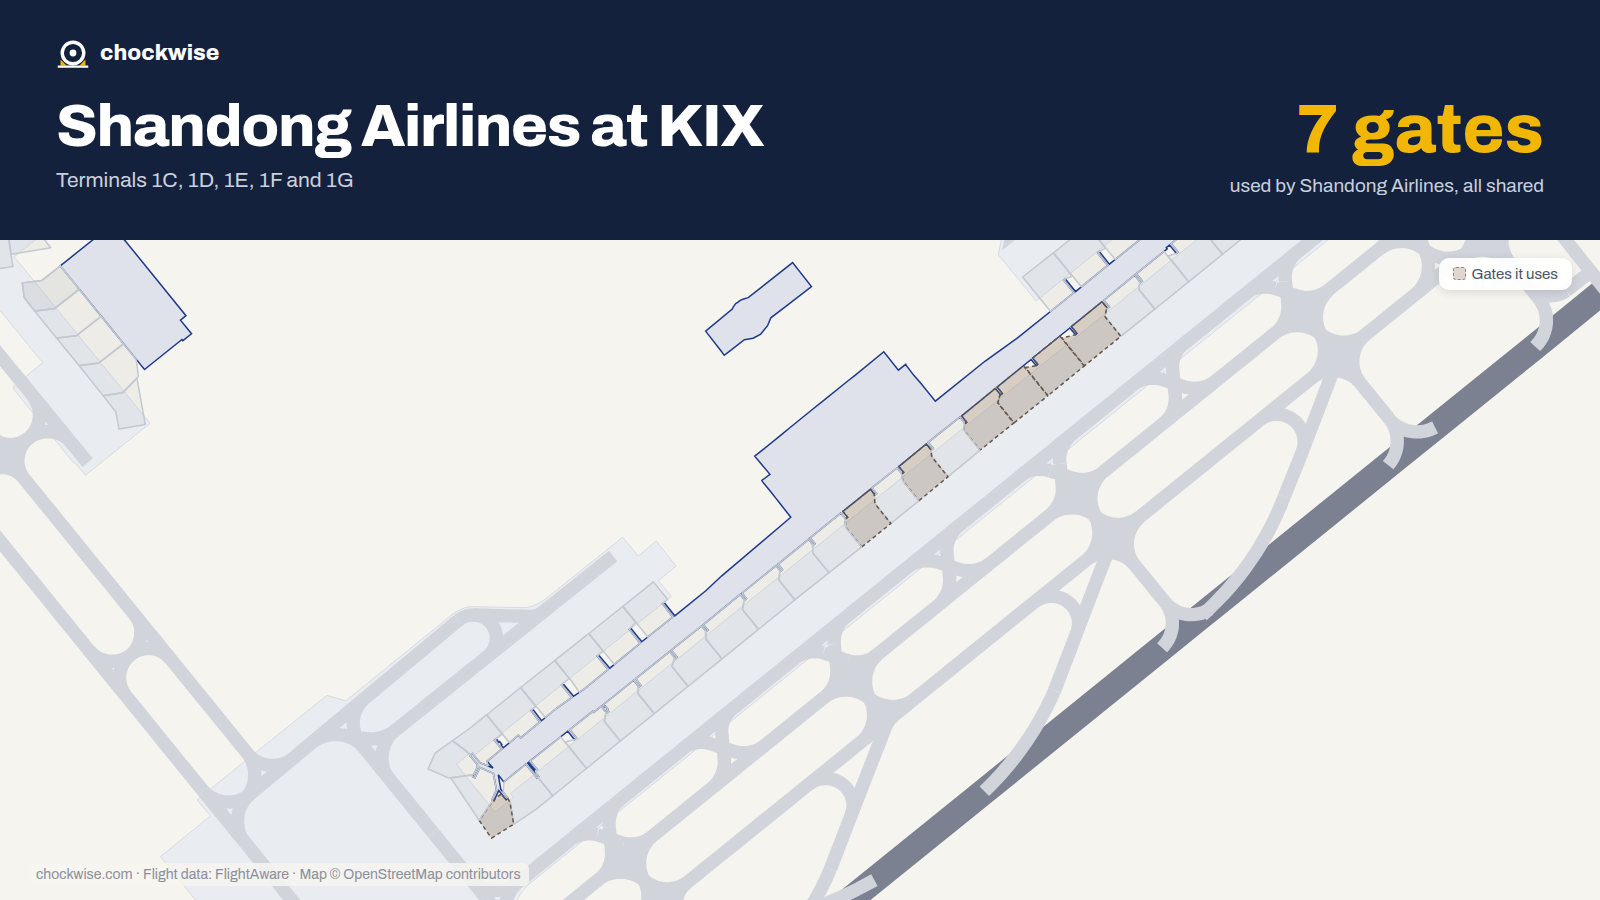 chockwise
Shandong Airlines at KIX
Terminals 1C, 1D, 1E, 1F and 1G
7 gates
used by Shandong Airlines, all shared
Gates it uses
chockwise.com · Flight data: FlightAware · Map © OpenStreetMap contributors